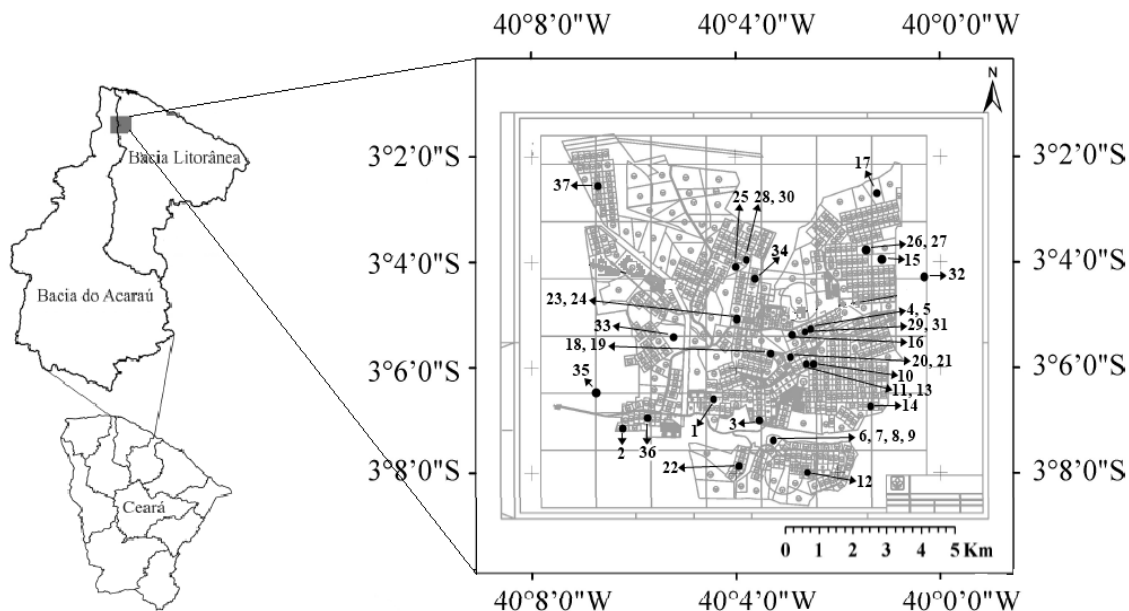 40°8'0"W 40°4'0"W 40°0'0"W
N
Bacia Litorânea
3°2'0"S 3°2'0"S
17
37
25 28, 30
34
26, 27
15
3°4'0"S 3°4'0"S
32
Bacia do Acaraú
23, 24
4, 5
33
29, 31
18, 19
16
20, 21
3°6'0"S 3°6'0"S
10
35
11, 13
14
1
3
6, 7, 8, 9
2 36
22
3°8'0"S 3°8'0"S
12
Ceará
0 1 2 3 4 5 Km
40°8'0"W 40°4'0"W 40°0'0"W